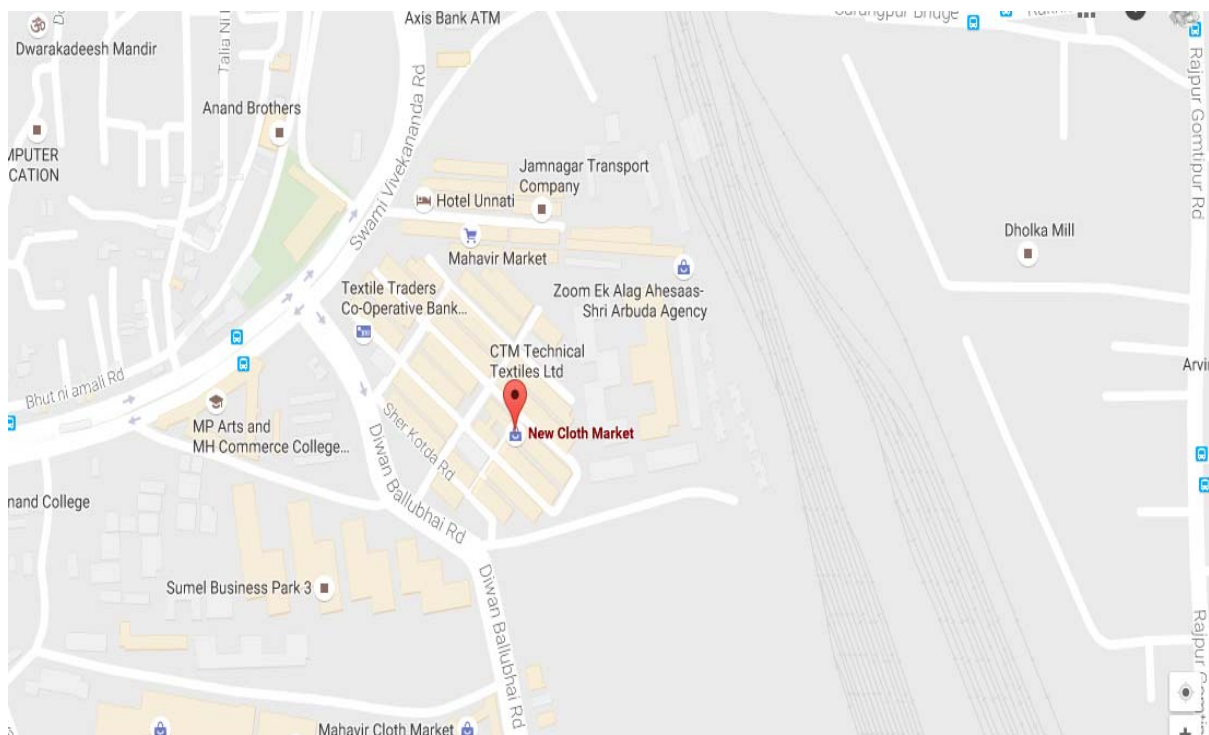 Axis Bank ATM
Dwarakadeesh Mandir
Talia Ni
Anand Brothers
MPUTER
CATION
Swami Vivekananda Rd
Jamnagar Transport
Company
Hotel Unnati
Mahavir Market
Rajpur Gomtipur Rd
Dholka Mill
Textile Traders
Co-Operative Bank...
Zoom Ek Alag Ahesaas-
Shri Arbuda Agency
CTM Technical
Textiles Ltd
Arvi
Bhut ni amali Rd
MP Arts and
MH Commerce College...
Sher Kotda Rd
New Cloth Market
Diwan Ballubhai Rd
nand College
Sumel Business Park 3
Diwan Ballubhai Rd
Rajpur
Mahavir Cloth Market